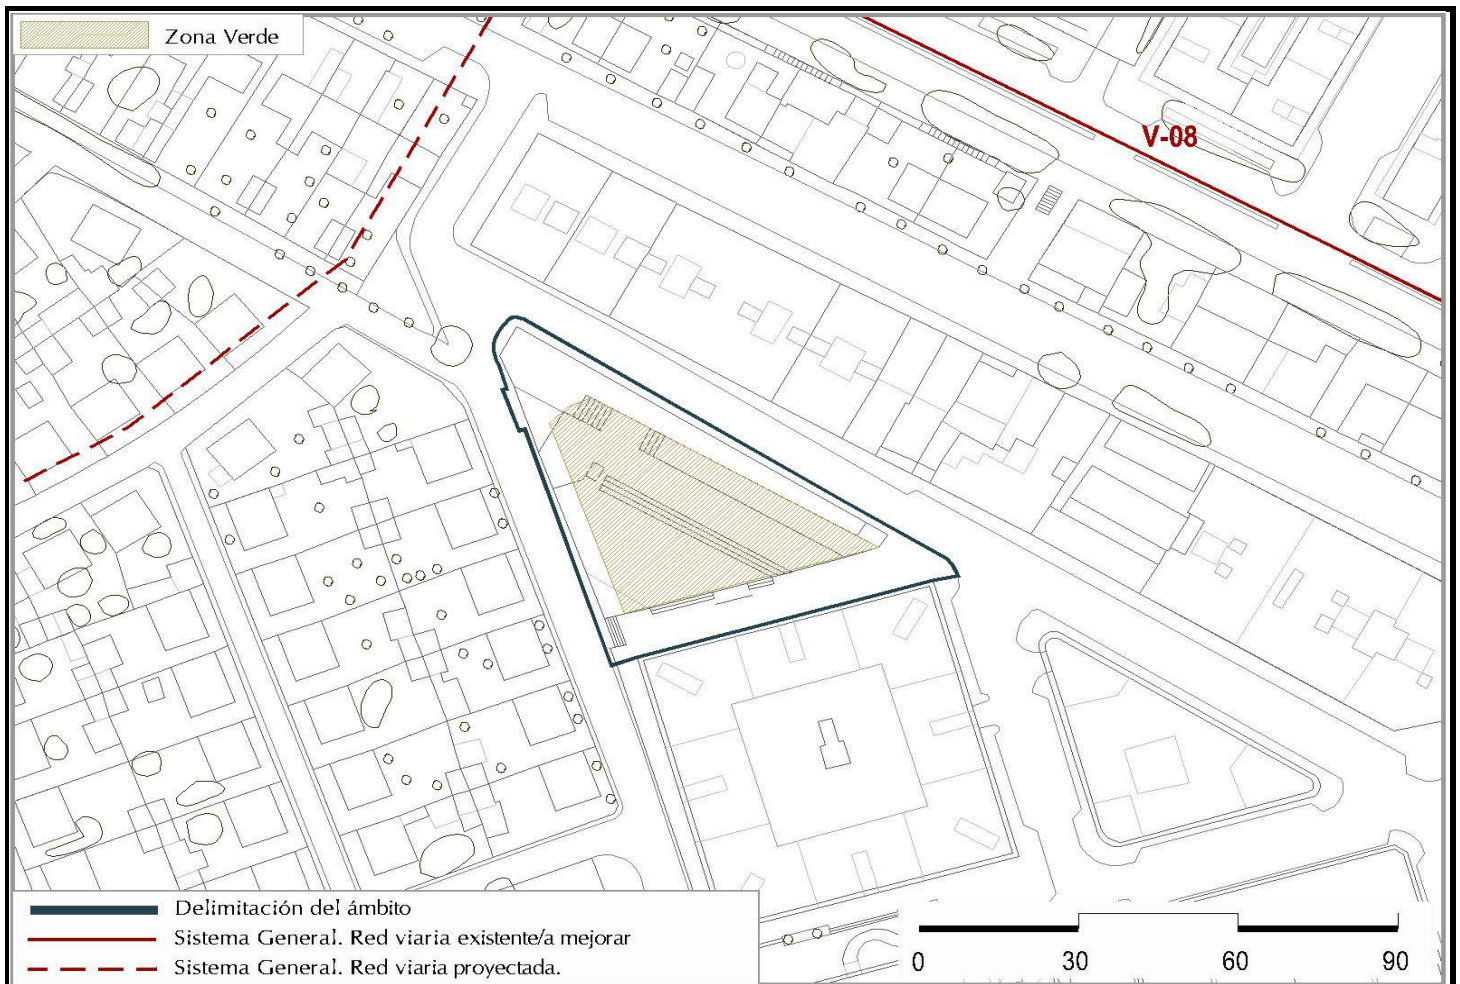 Zona Verde
V-08
Delimitación del ámbito
Sistema General. Red viaria existente/a mejorar
Sistema General. Red viaria proyectada.
0 30 60 90